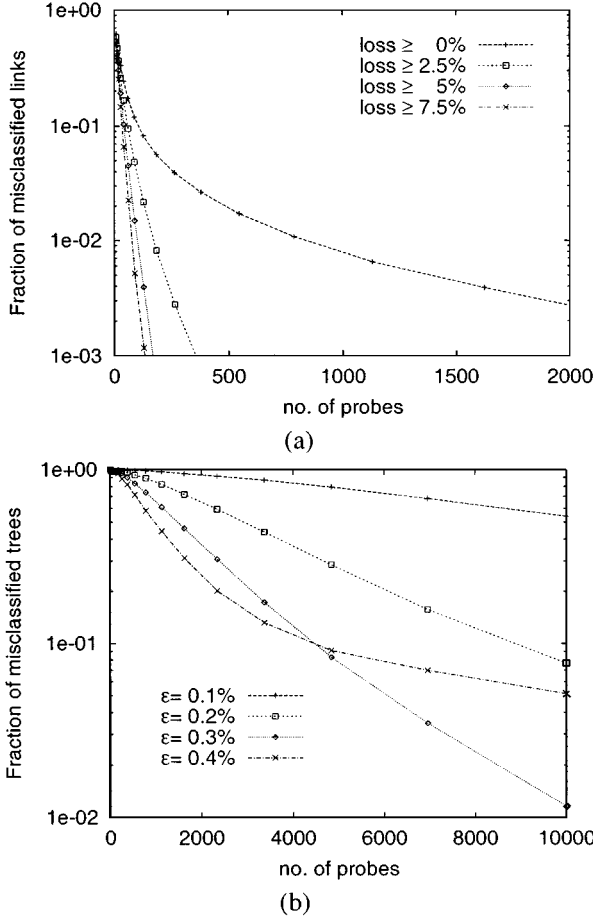 1e+00
1e-01
1e-02
1e-03
Fraction of misclassified links
loss ≥ 0%
loss ≥ 2.5%
loss ≥ 5%
loss ≥ 7.5%
0 500 1000 1500 2000
no. of probes
(a)
1e+00
1e-01
1e-02
Fraction of misclassified trees
ε= 0.1%
ε= 0.2%
ε= 0.3%
ε= 0.4%
0 2000 4000 6000 8000 10000
no. of probes
(b)